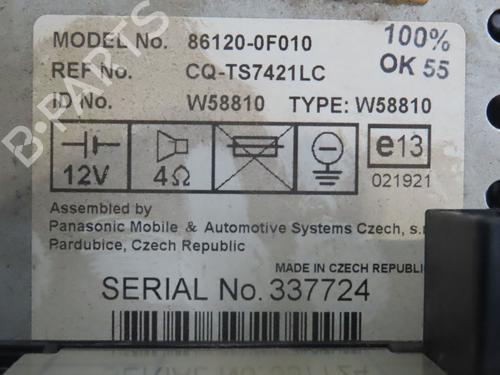 MODEL No. 86120-0F010
REF No. CQ-TS7421LC
ID No. W58810 TYPE: W58810
100%
OK 55
12V
4Ω
e13
021921
Assembled by
Panasonic Mobile & Automotive Systems Czech, s.r
Pardubice, Czech Republic
MADE IN CZECH REPUBLIC
SERIAL No. 337724
B-Parts